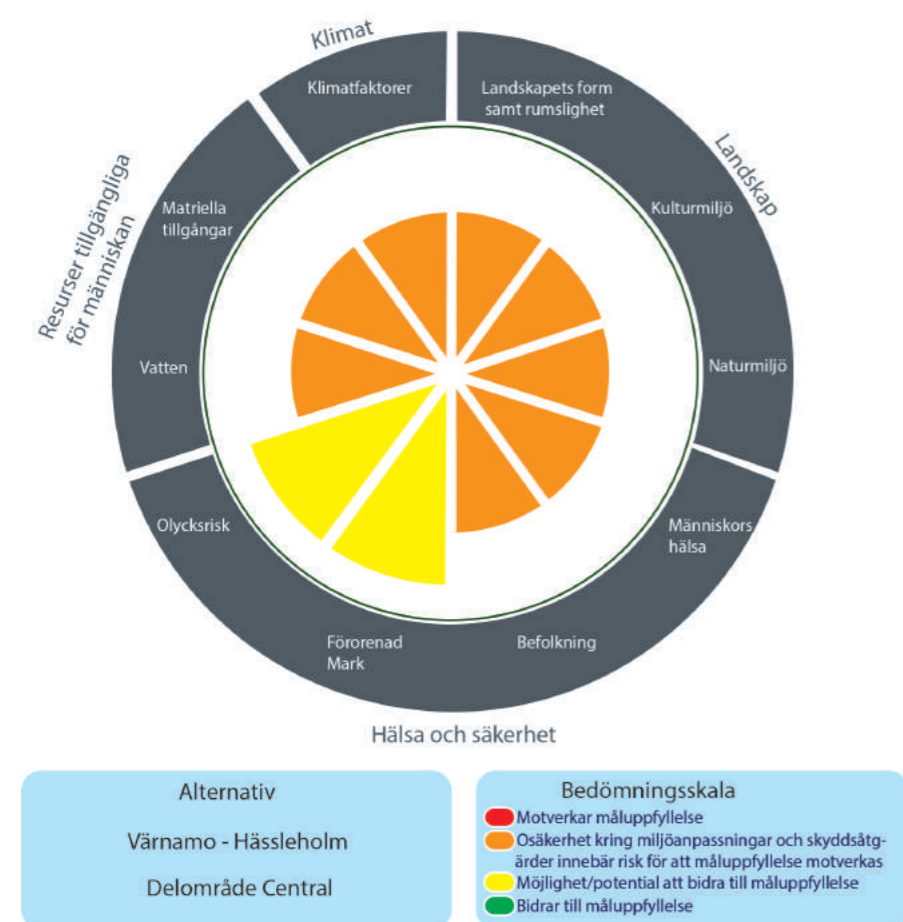 Klimat
Klimatfaktorer
Landskapets form
samt rumslighet
Landskap
Kulturmiljö
Naturmiljö
Resurser tillgängliga
för människan
Matriella
tillgångar
Vatten
Olycksrisk
Förorenad
Mark
Befolkning
Människors
hälsa
Hälsa och säkerhet
Alternativ
Värnamo - Hässleholm
Delområde Central
Bedömningsskala
Motverkar måluppfyllelse
Osäkerhet kring miljöanpassningar och skyddsåtg-
ärder innebär risk för att måluppfyllelse motverkas
Möjlighet/potential att bidra till måluppfyllelse
Bidrar till måluppfyllelse